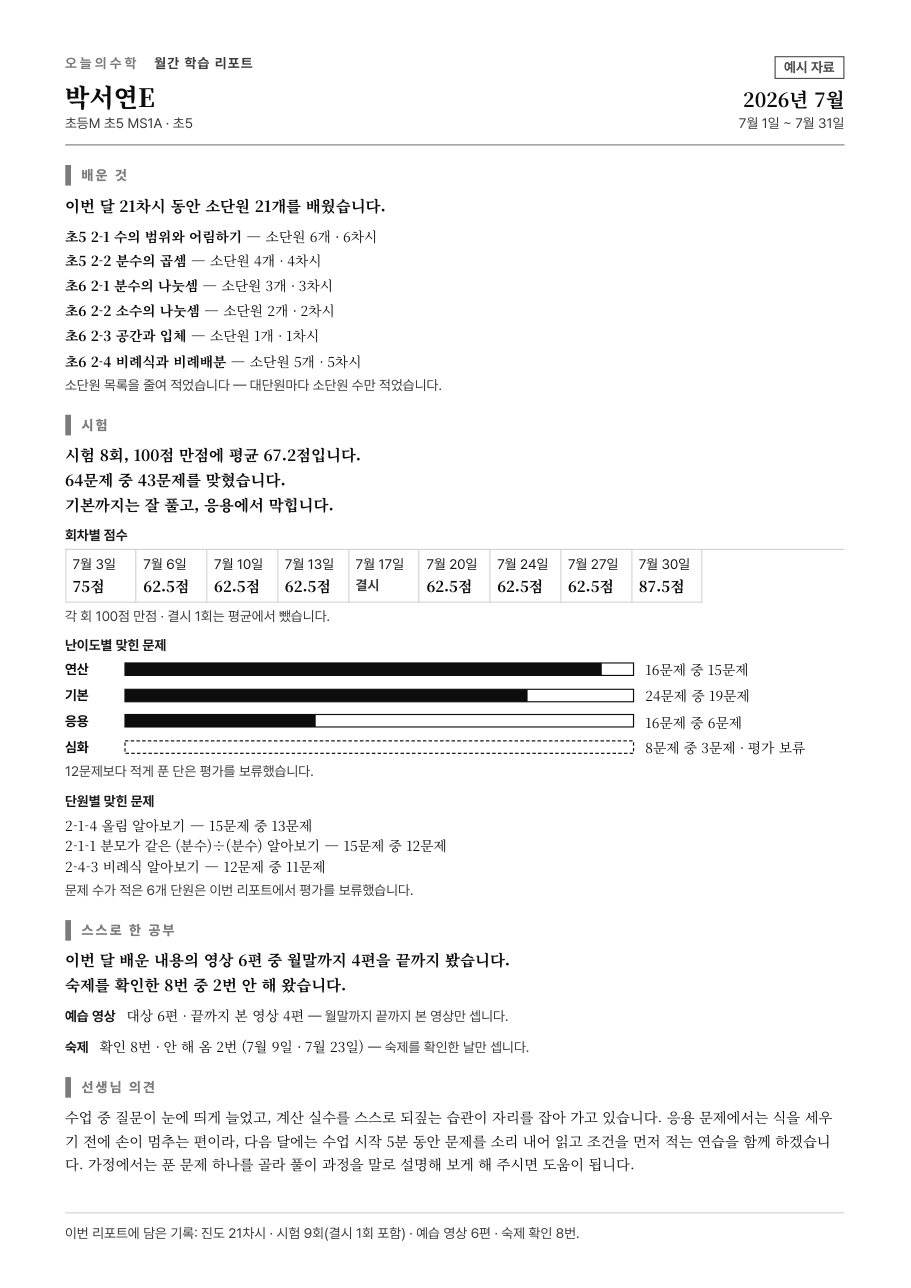 오늘의수학 월간 학습 리포트
예시 자료
박서연E
2026년 7월
초등M 초5 MS1A · 초5
7월 1일 ~ 7월 31일
배운 것
이번 달 21차시 동안 소단원 21개를 배웠습니다.
초5 2-1 수의 범위와 어림하기 — 소단원 6개 · 6차시
초5 2-2 분수의 곱셈 — 소단원 4개 · 4차시
초6 2-1 분수의 나눗셈 — 소단원 3개 · 3차시
초6 2-2 소수의 나눗셈 — 소단원 2개 · 2차시
초6 2-3 공간과 입체 — 소단원 1개 · 1차시
초6 2-4 비례식과 비례배분 — 소단원 5개 · 5차시
소단원 목록을 줄여 적었습니다 — 대단원마다 소단원 수만 적었습니다.
시험
시험 8회, 100점 만점에 평균 67.2점입니다.
64문제 중 43문제를 맞혔습니다.
기본까지는 잘 풀고, 응용에서 막힙니다.
회차별 점수
7월 3일 7월 6일 7월 10일 7월 13일 7월 17일 7월 20일 7월 24일 7월 27일 7월 30일
75점 62.5점 62.5점 62.5점 결시 62.5점 62.5점 62.5점 87.5점
각 회 100점 만점 · 결시 1회는 평균에서 뺐습니다.
난이도별 맞힌 문제
연산 16문제 중 15문제
기본 24문제 중 19문제
응용 16문제 중 6문제
심화 8문제 중 3문제 · 평가 보류
12문제보다 적게 푼 단은 평가를 보류했습니다.
단원별 맞힌 문제
2-1-4 올림 알아보기 — 15문제 중 13문제
2-1-1 분모가 같은 (분수)÷(분수) 알아보기 — 15문제 중 12문제
2-4-3 비례식 알아보기 — 12문제 중 11문제
문제 수가 적은 6개 단원은 이번 리포트에서 평가를 보류했습니다.
스스로 한 공부
이번 달 배운 내용의 영상 6편 중 월말까지 4편을 끝까지 봤습니다.
숙제를 확인한 8번 중 2번 안 해 왔습니다.
예습 영상 대상 6편 · 끝까지 본 영상 4편 — 월말까지 끝까지 본 영상만 셉니다.
숙제 확인 8번 · 안 해 옴 2번 (7월 9일 · 7월 23일) — 숙제를 확인한 날만 셉니다.
선생님 의견
수업 중 질문이 눈에 띄게 늘었고, 계산 실수를 스스로 되짚는 습관이 자리를 잡아 가고 있습니다. 응용 문제에서는 식을 세우
기 전에 손이 멈추는 편이라, 다음 달에는 수업 시작 5분 동안 문제를 소리 내어 읽고 조건을 먼저 적는 연습을 함께 하겠습니
다. 가정에서는 푼 문제 하나를 골라 풀이 과정을 말로 설명해 보게 해 주시면 도움이 됩니다.
이번 리포트에 담은 기록: 진도 21차시 · 시험 9회(결시 1회 포함) · 예습 영상 6편 · 숙제 확인 8번.